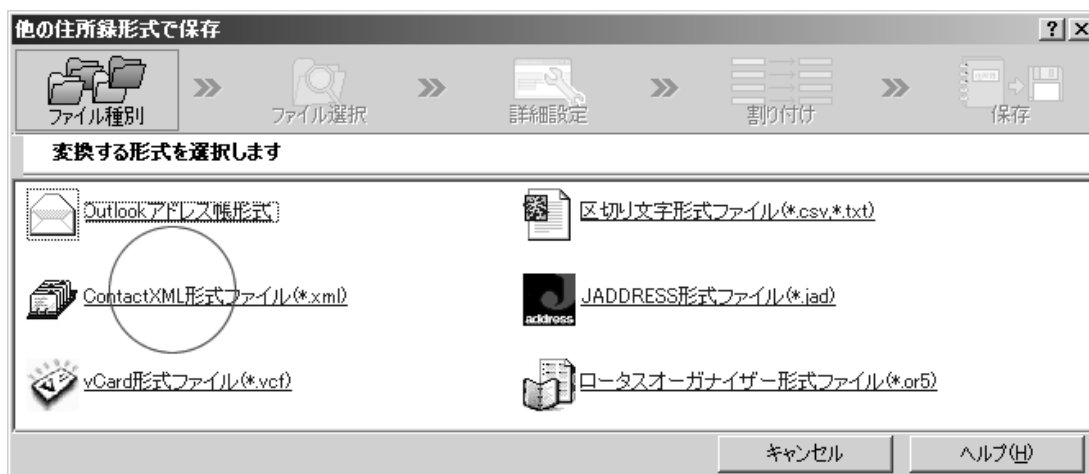 他の住所録形式で保存
ファイル種別
ファイル選択
詳細設定
割り付け
保存
変換する形式を選択します
Outlookアドレス帳形式
区切り文字形式ファイル(*.csv,*.txt)
ContactXML形式ファイル(*.xml)
address
JADDRESS形式ファイル(*.jad)
vCard形式ファイル(*.vcf)
ロータスオーガナイザー形式ファイル(*.or5)
キャンセル
ヘルプ(H)